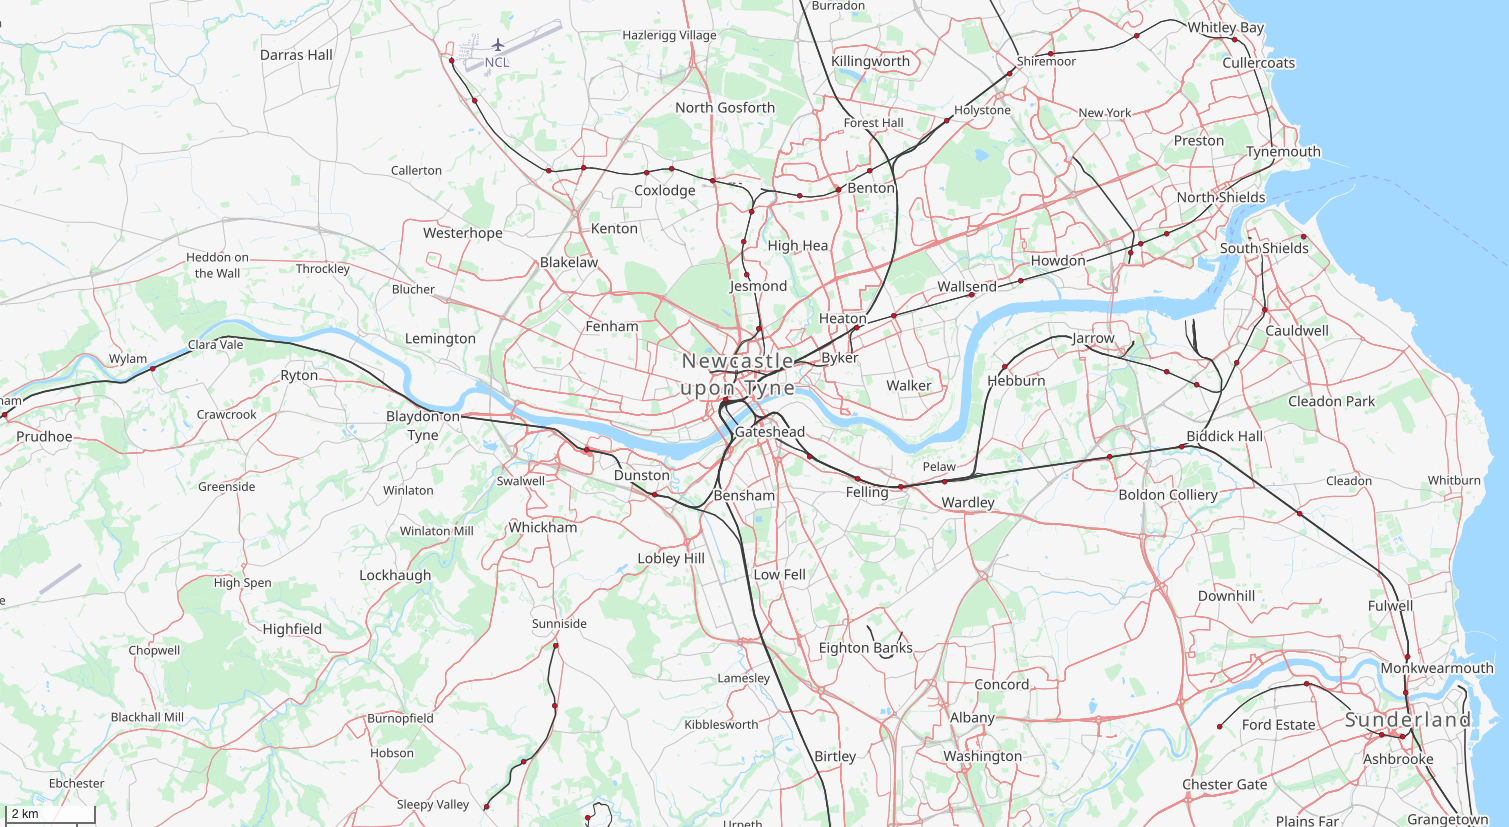 Burradon
Whitley Bay
Hazlerigg Village
Darras Hall
NCL
Killingworth
Shiremoor
Cullercoats
North Gosforth
Holystone
New York
Forest Hall
Preston
Tynemouth
Callerton
Coxlodge
Benton
North Shields
Westerhope
Kenton
High Hea
South Shields
Heddon on
the Wall
Throckley
Blakelaw
Howdon
Blucher
Jesmond
Wallsend
Heaton
Fenham
Cauldwell
Lemington
Jarrow
Clara Vale
Wylam
Newcastle
upon Tyne
Byker
Ryton
Walker
Hebburn
ham
Cleadon Park
Crawcrook
Blaydon on
Tyne
Prudhoe
Gateshead
Biddick Hall
Pelaw
Dunston
Swalwell
Greenside
Winlaton
Bensham
Felling
Wardley
Boldon Colliery
Cleadon
Whitburn
Winlaton Mill
Whickham
Lobley Hill
Low Fell
Lockhaugh
High Spen
e
Downhill
Fulwell
Highfield
Sunniside
Chopwell
Eighton Banks
Monkwearmouth
Lamesley
Concord
Blackhall Mill
Burnopfield
Kibblesworth
Albany
Ford Estate
Sunderland
Hobson
Birtley
Washington
Ashbrooke
Ebchester
Chester Gate
Sleepy Valley
2 km
Urpeth
Plains Far
Grangetown